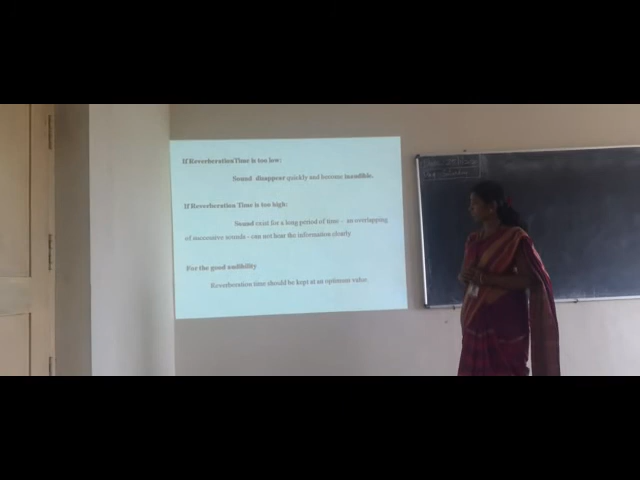 If Reverberation Time is too low:
Sound disappear quickly and become inaudible.
If Reverberation Time is too high:
Sound exist for a long period of time – an overlapping
of successive sounds - can not hear the information clearly
For the good audibility
Reverberation time should be kept at an optimum value.